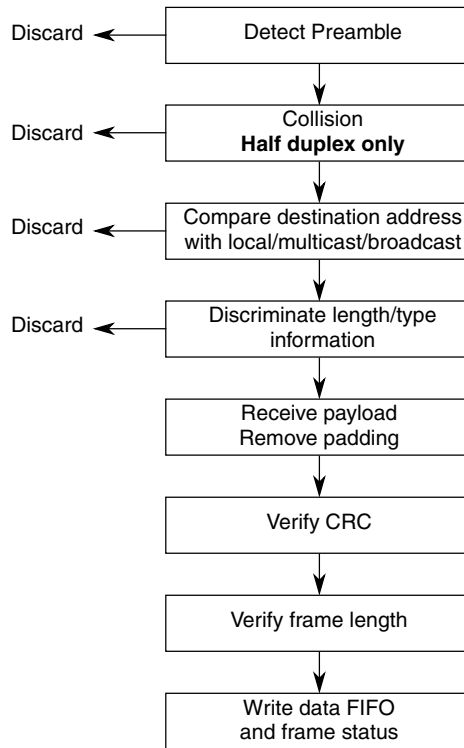 Discard
Detect Preamble
Discard
Collision
Half duplex only
Discard
Compare destination address
with local/multicast/broadcast
Discard
Discriminate length/type
information
Receive payload
Remove padding
Verify CRC
Verify frame length
Write data FIFO
and frame status